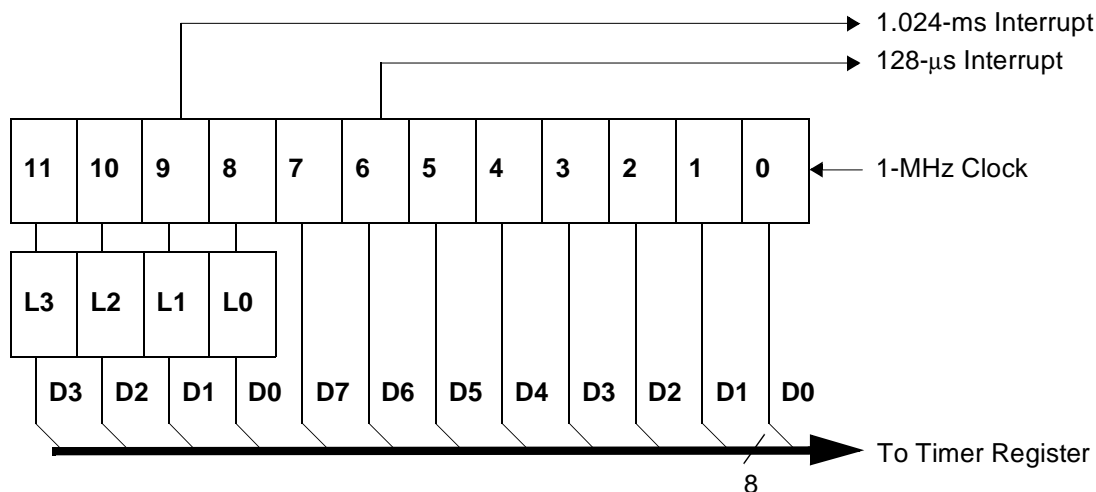 1.024-ms Interrupt
128-μs Interrupt
11 10 9 8 7 6 5 4 3 2 1 0
1-MHz Clock
L3 L2 L1 L0
D3 D2 D1 D0 D7 D6 D5 D4 D3 D2 D1 D0
To Timer Register
8